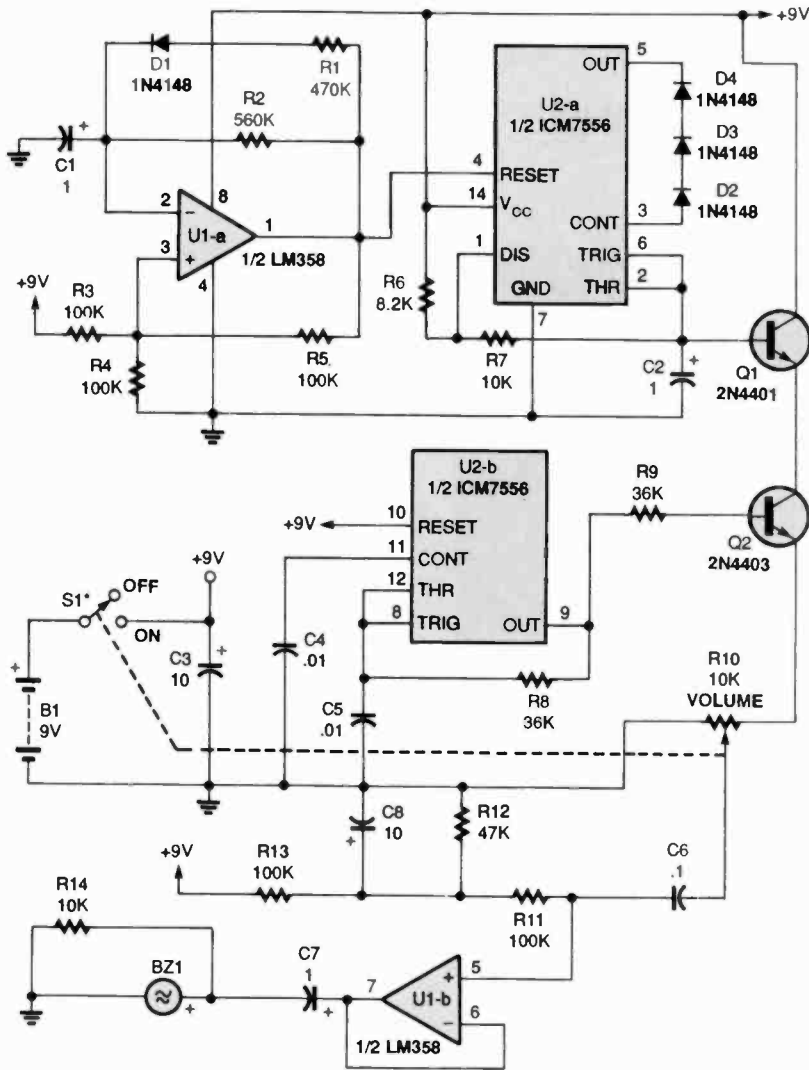 +9V
D1
1N4148
R1
470K
R2
560K
C1
1
+
2
3
8
1
4
−
+
U1-a
1/2 LM358
+9V
R3
100K
R4
100K
R5
100K
U2-a
1/2 ICM7556
OUT
5
4
RESET
14
VCC
1
DIS
GND
7
CONT
3
TRIG
6
THR
2
D4
1N4148
D3
1N4148
D2
1N4148
R6
8.2K
R7
10K
C2
1
+
Q1
2N4401
U2-b
1/2 ICM7556
+9V
10
RESET
11
CONT
12
THR
8
TRIG
OUT
9
R9
36K
Q2
2N4403
R8
36K
R10
10K
VOLUME
S1*
OFF
ON
+9V
C3
10
+
+
B1
9V
C4
.01
C5
.01
C8
10
+
R12
47K
+9V
R13
100K
R11
100K
C6
.1
R14
10K
BZ1
+
C7
1
+
7
5
6
+
−
U1-b
1/2 LM358